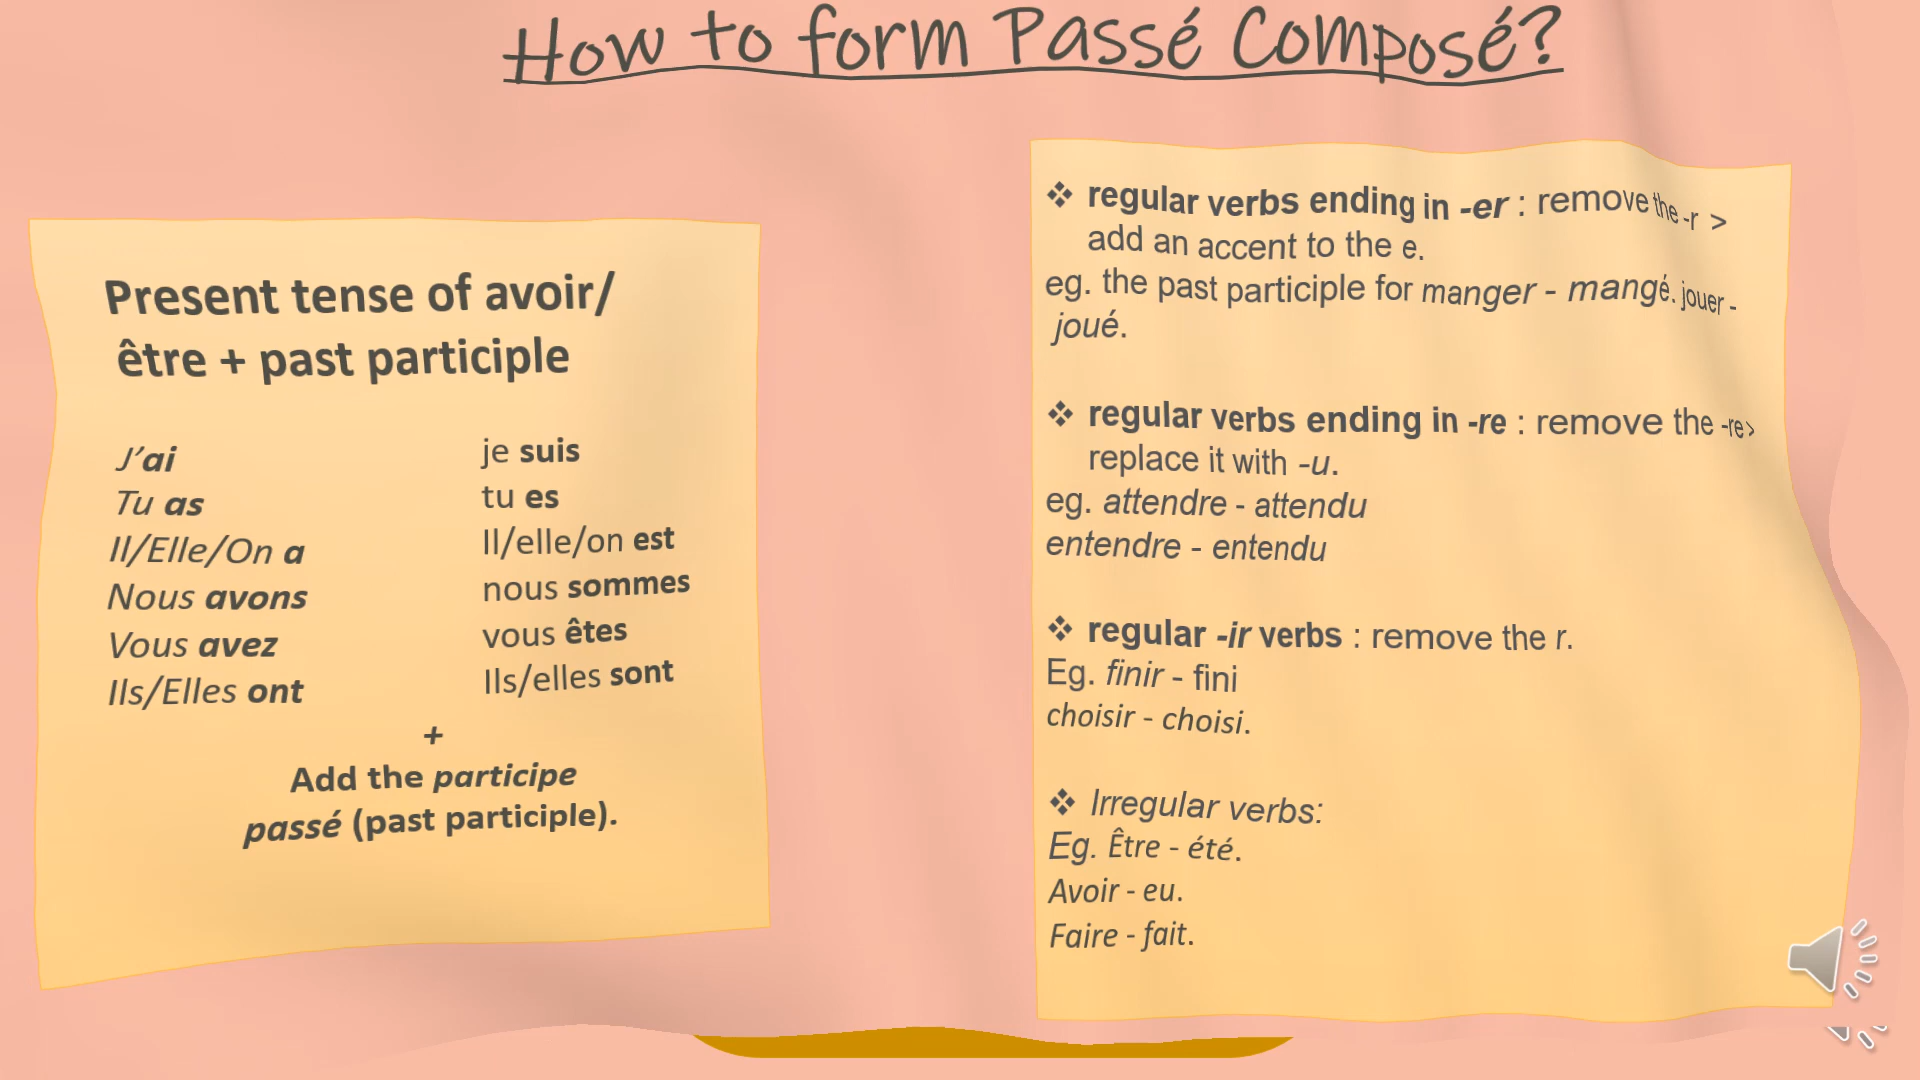 How to form Passé Composé?
Present tense of avoir/
être + past participle
J’ai
Tu as
Il/Elle/On a
Nous avons
Vous avez
Ils/Elles ont
je suis
tu es
Il/elle/on est
nous sommes
vous êtes
Ils/elles sont
+
Add the participe
passé (past participle).
❖ regular verbs ending in -er : remove the -r >
add an accent to the e.
eg. the past participle for manger - mangé. jouer -
joué.
❖ regular verbs ending in -re : remove the -re>
replace it with -u.
eg. attendre - attendu
entendre - entendu
❖ regular -ir verbs : remove the r.
Eg. finir - fini
choisir - choisi.
❖ Irregular verbs:
Eg. Être - été.
Avoir - eu.
Faire - fait.